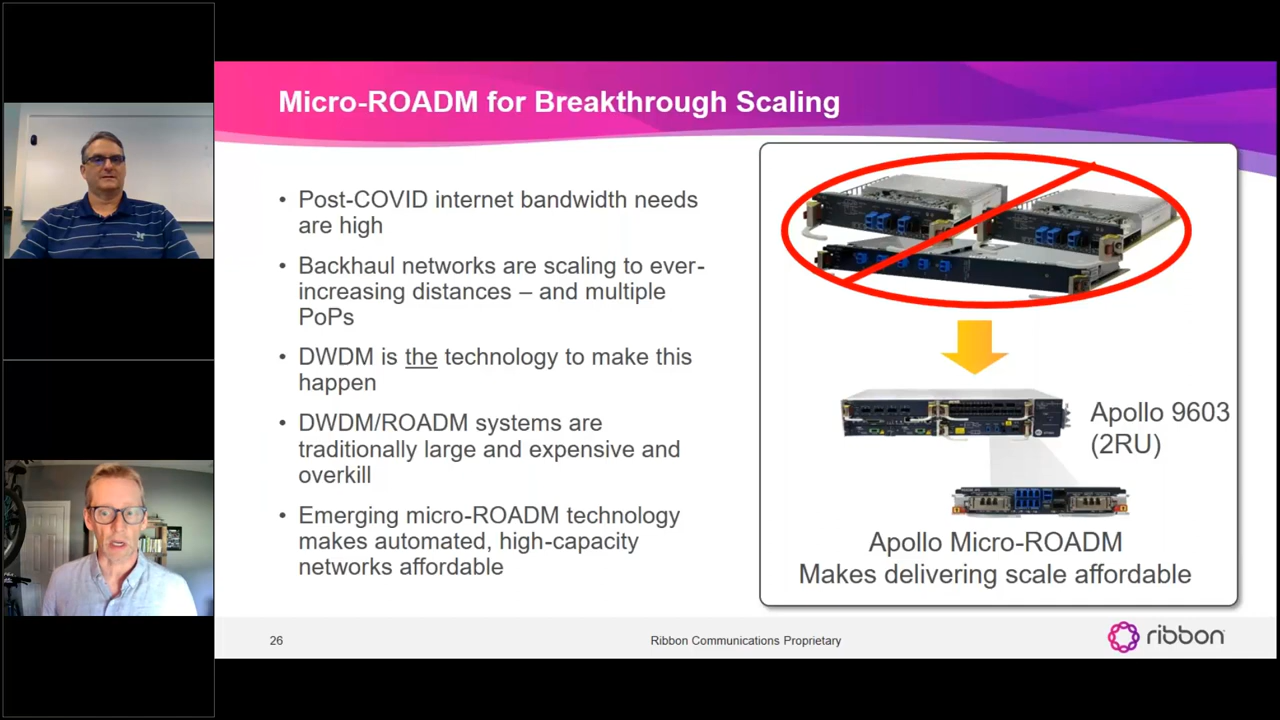 Micro-ROADM for Breakthrough Scaling
• Post-COVID internet bandwidth needs
are high
• Backhaul networks are scaling to ever-
increasing distances – and multiple
PoPs
• DWDM is the technology to make this
happen
• DWDM/ROADM systems are
traditionally large and expensive and
overkill
• Emerging micro-ROADM technology
makes automated, high-capacity
networks affordable
Apollo 9603
(2RU)
Apollo Micro-ROADM
Makes delivering scale affordable
26
Ribbon Communications Proprietary
ribbon